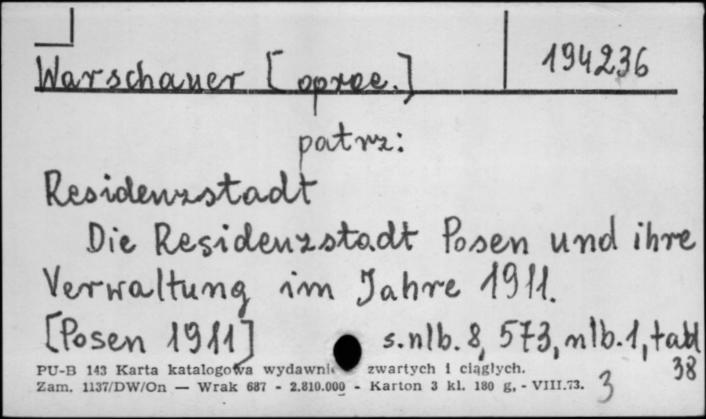 Warschauer [oprac.] 194236
patrz:
Residenzstadt
Die Residenzstadt Posen und ihre
Verwaltung im Jahre 1911.
[Posen 1911] s.nlb. 8, 573, nlb. 1, tabl
38
PU-B 143 Karta katalogowa wydawni zwartych i ciągłych.
Zam. 1137/DW/On — Wrak 687 - 2.810.000 - Karton 3 kl. 180 g. - VIII.73.
3